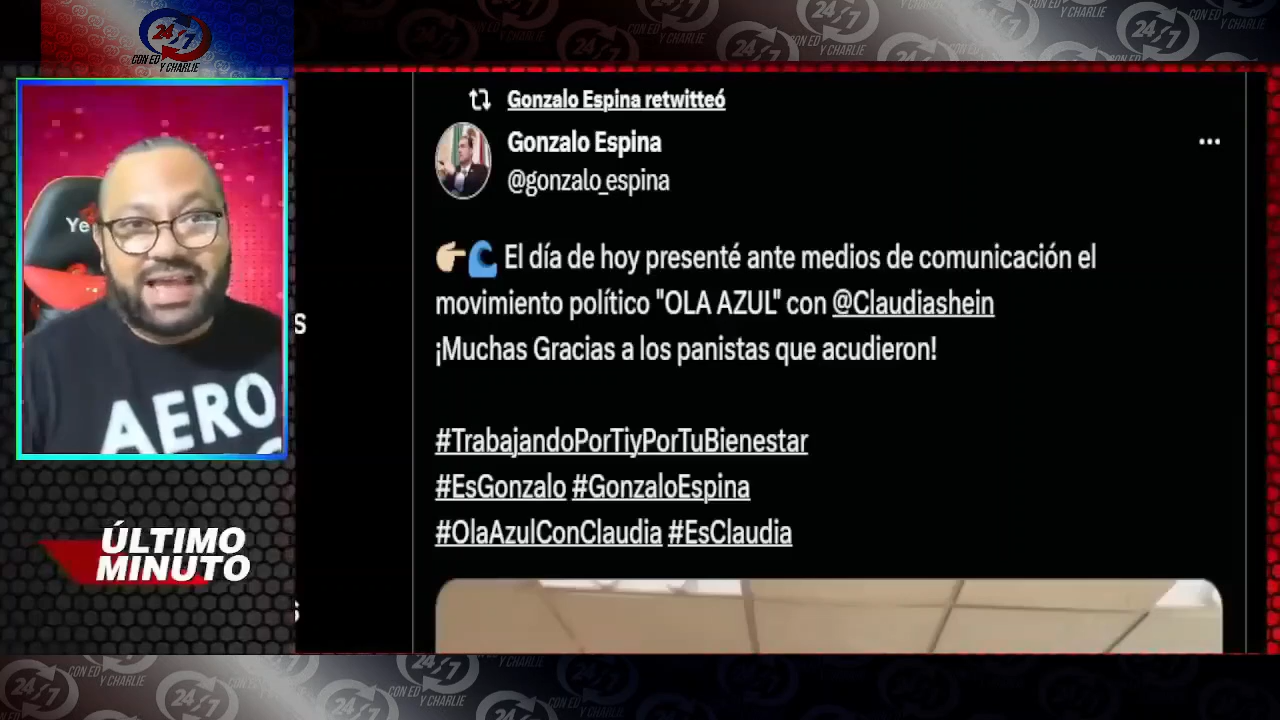 24/7
CON ED
Y CHARLIE
Gonzalo Espina retwitteó
Gonzalo Espina
@gonzalo_espina
👉🏼🌊 El día de hoy presenté ante medios de comunicación el
movimiento político "OLA AZUL" con @Claudiashein
¡Muchas Gracias a los panistas que acudieron!
#TrabajandoPorTiyPorTuBienestar
#EsGonzalo #GonzaloEspina
#OlaAzulConClaudia #EsClaudia
Ye
AERO
ÚLTIMO
MINUTO